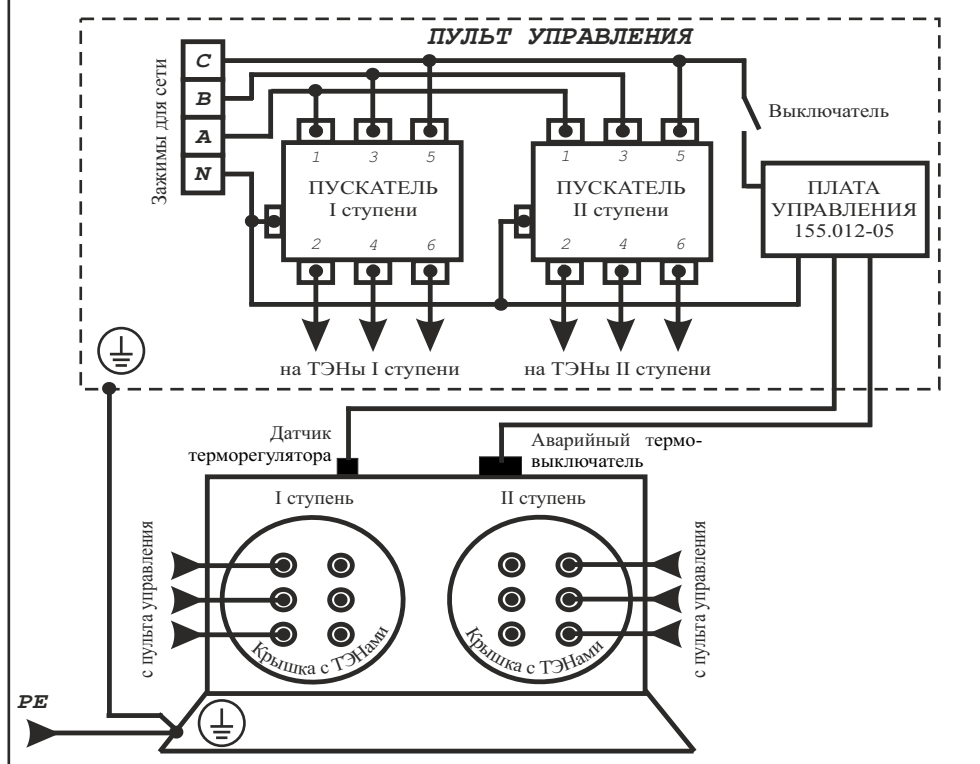 ПУЛЬТ УПРАВЛЕНИЯ
Зажимы для сети
C
B
A
N
1 3 5
ПУСКАТЕЛЬ
I ступени
2 4 6
1 3 5
ПУСКАТЕЛЬ
II ступени
2 4 6
Выключатель
ПЛАТА
УПРАВЛЕНИЯ
155.012-05
на ТЭНы I ступени
на ТЭНы II ступени
Датчик
терморегулятора
Аварийный термо-
выключатель
I ступень
II ступень
с пульта управления
Крышка с ТЭНами
Крышка с ТЭНами
с пульта управления
PE